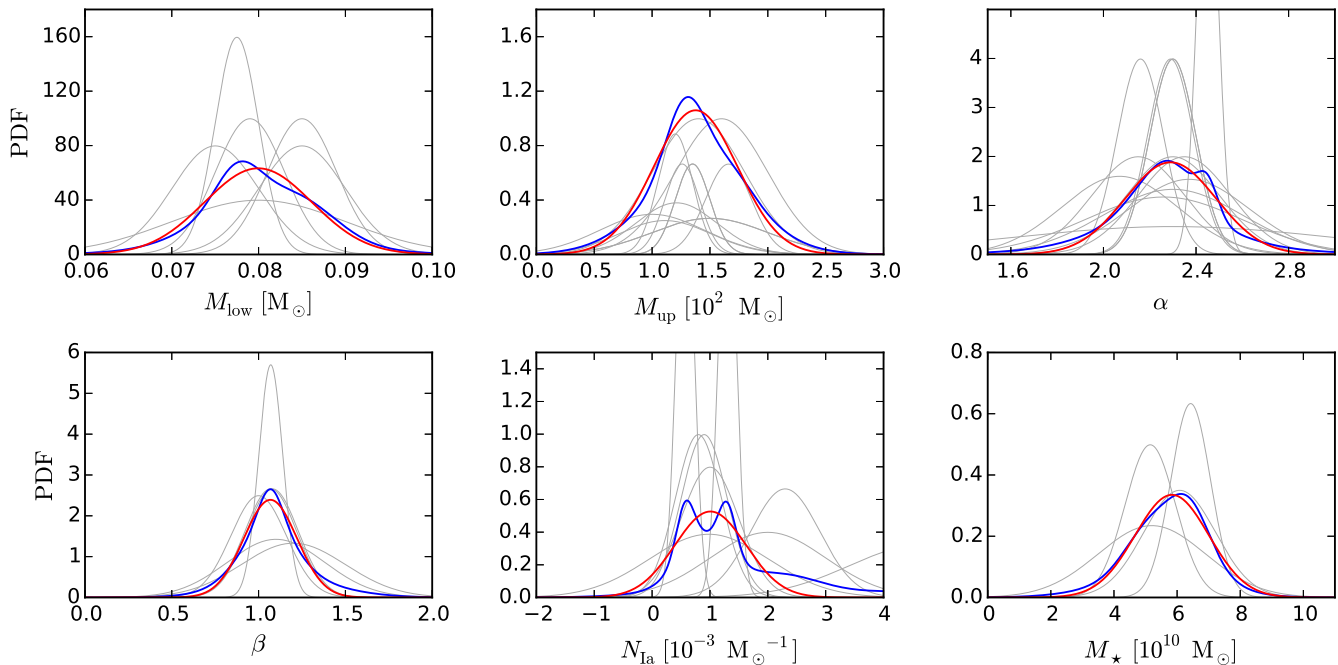 160
120
80
40
0
PDF
0.06 0.07 0.08 0.09 0.10
M_low [M_⊙]
1.6
1.2
0.8
0.4
0.0
0.0 0.5 1.0 1.5 2.0 2.5 3.0
M_up [10^2 M_⊙]
4
3
2
1
0
1.6 2.0 2.4 2.8
α
6
5
4
3
2
1
0
PDF
0.0 0.5 1.0 1.5 2.0
β
1.4
1.2
1.0
0.8
0.6
0.4
0.2
0.0
−2 −1 0 1 2 3 4
N_Ia [10^−3 M_⊙^−1]
0.8
0.6
0.4
0.2
0.0
0 2 4 6 8 10
M_⋆ [10^10 M_⊙]